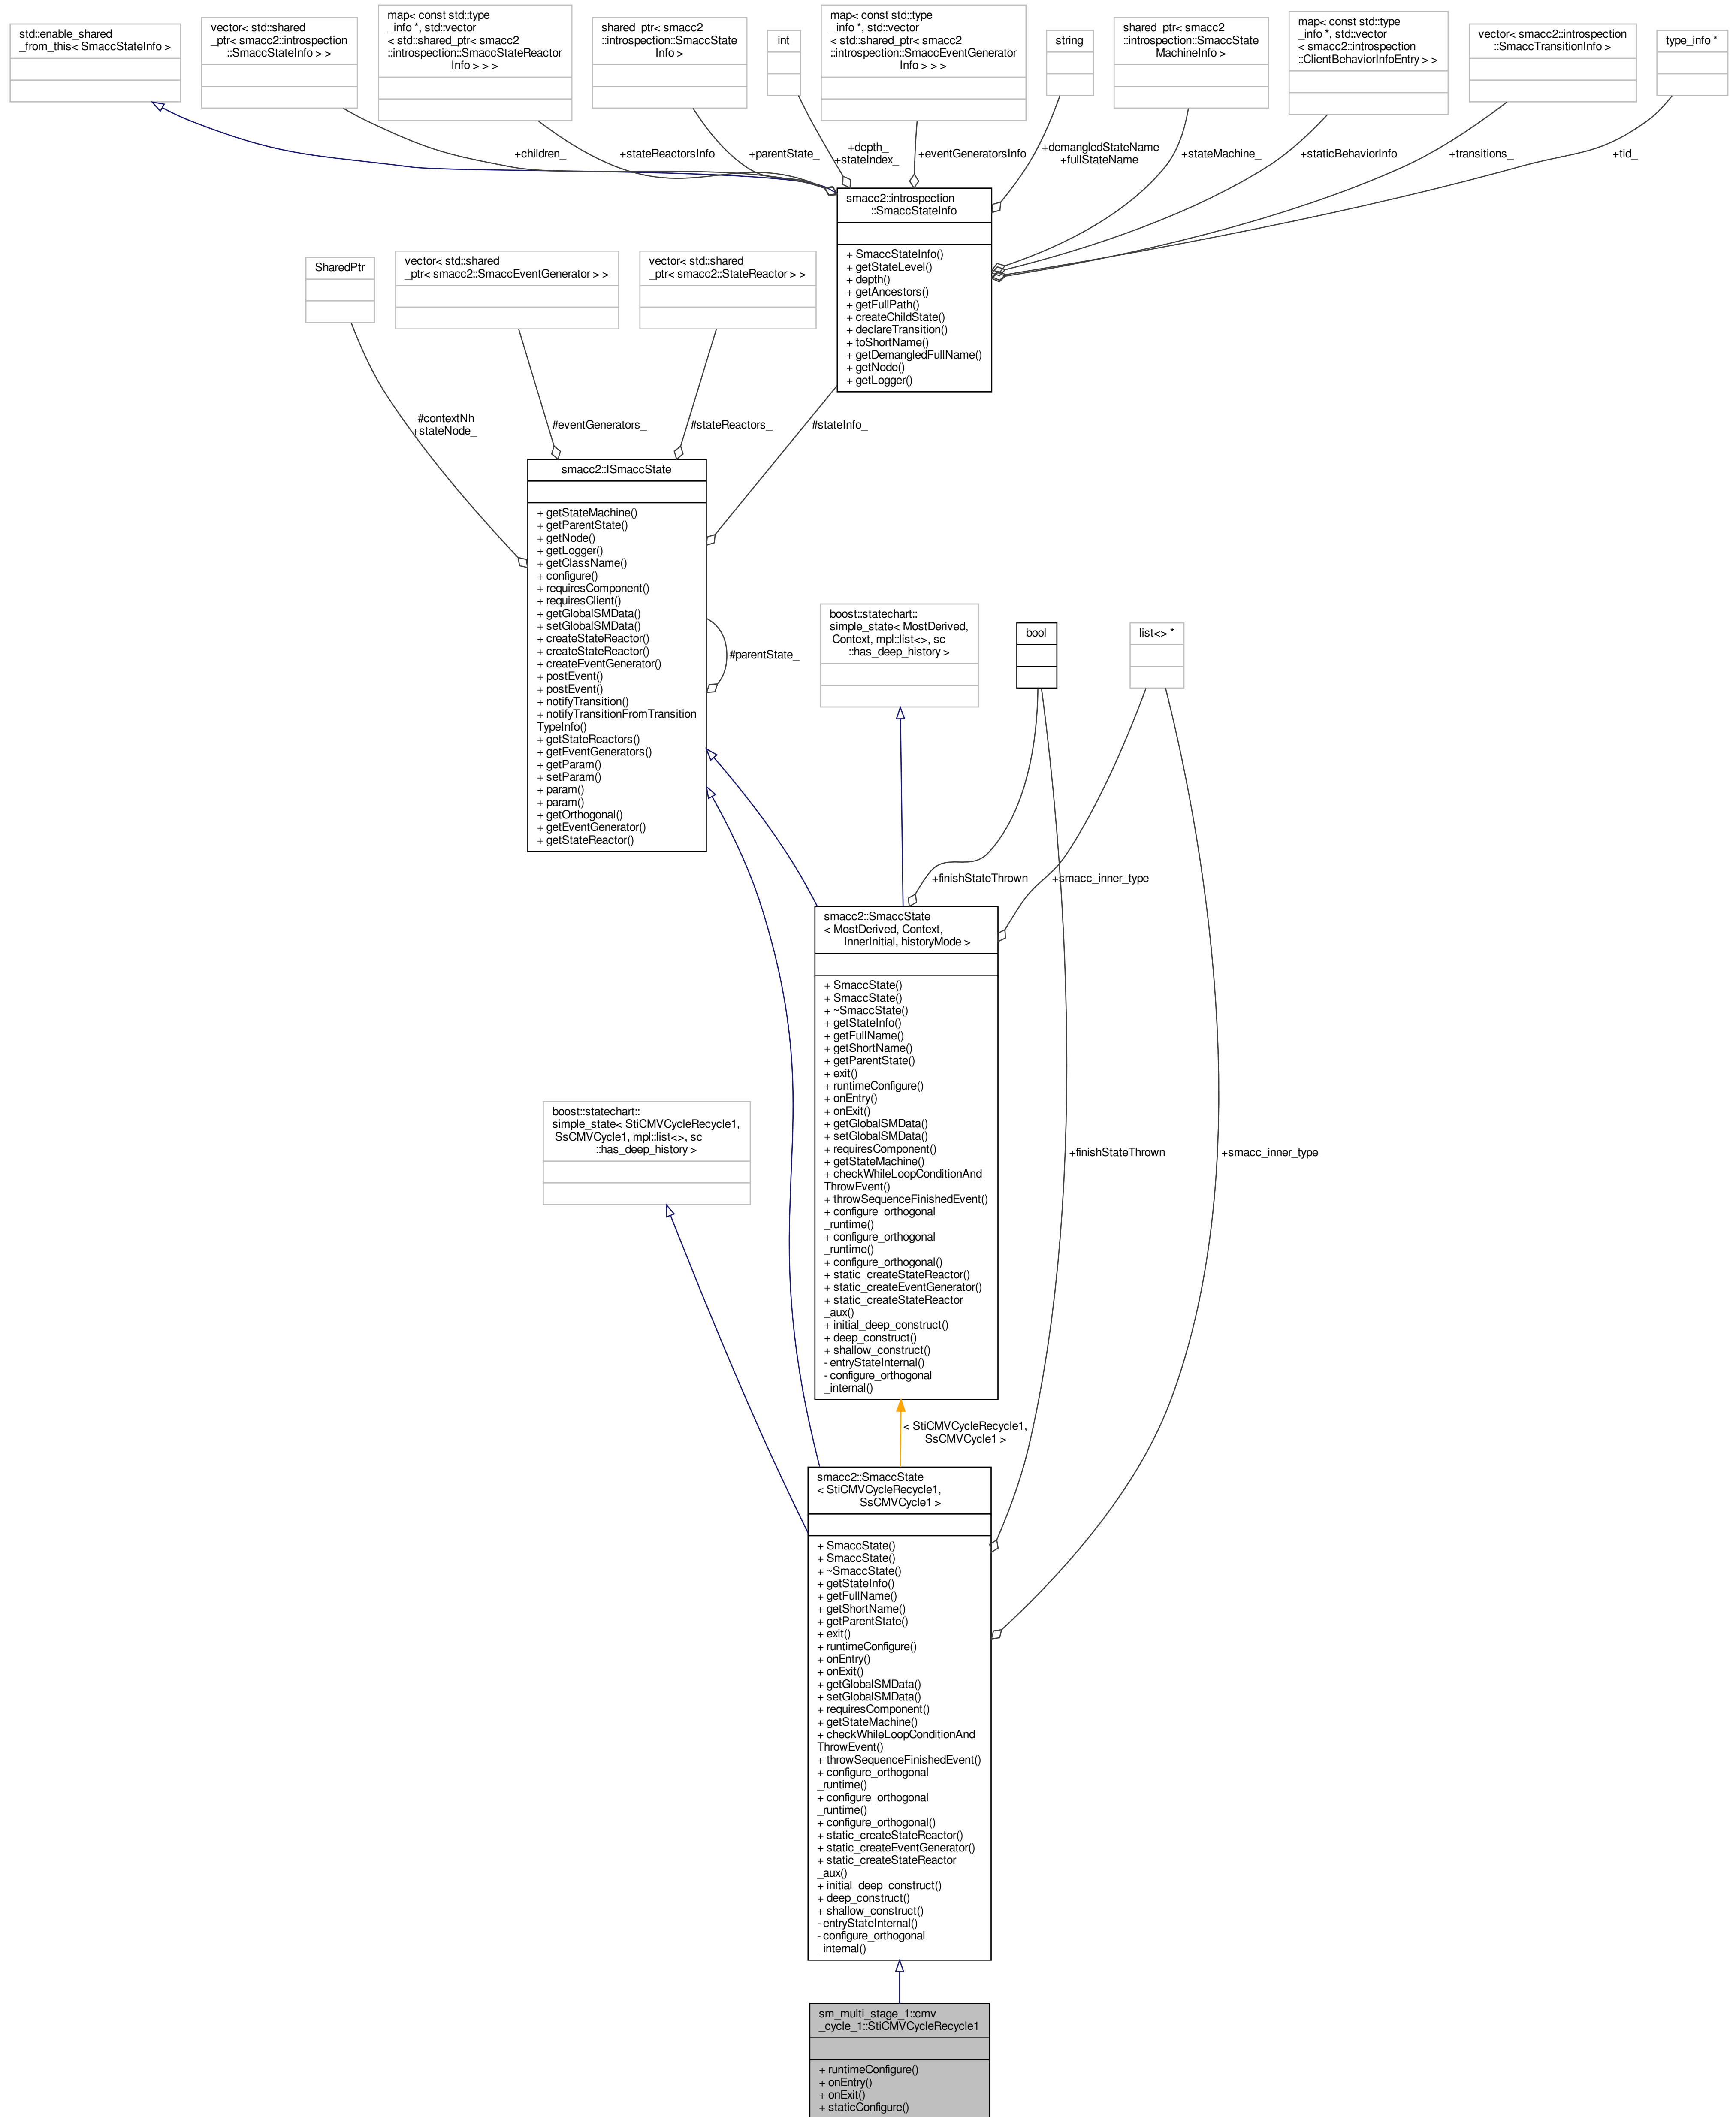 std::enable_shared
_from_this< SmaccStateInfo >
vector< std::shared
_ptr< smacc2::introspection
::SmaccStateInfo > >
map< const std::type
_info *, std::vector
< std::shared_ptr< smacc2
::introspection::SmaccStateReactor
Info > > >
shared_ptr< smacc2
::introspection::SmaccState
Info >
int
map< const std::type
_info *, std::vector
< std::shared_ptr< smacc2
::introspection::SmaccEventGenerator
Info > > >
string
shared_ptr< smacc2
::introspection::SmaccState
MachineInfo >
map< const std::type
_info *, std::vector
< smacc2::introspection
::ClientBehaviorInfoEntry > >
vector< smacc2::introspection
::SmaccTransitionInfo >
type_info *
+children_
+stateReactorsInfo
+parentState_
+depth_
+stateIndex_
+eventGeneratorsInfo
+demangledStateName
+fullStateName
+stateMachine_
+staticBehaviorInfo
+transitions_
+tid_
smacc2::introspection
::SmaccStateInfo
+ SmaccStateInfo()
+ getStateLevel()
+ depth()
+ getAncestors()
+ getFullPath()
+ createChildState()
+ declareTransition()
+ toShortName()
+ getDemangledFullName()
+ getNode()
+ getLogger()
SharedPtr
vector< std::shared
_ptr< smacc2::SmaccEventGenerator > >
vector< std::shared
_ptr< smacc2::StateReactor > >
#contextNh
+stateNode_
#eventGenerators_
#stateReactors_
#stateInfo_
smacc2::ISmaccState
+ getStateMachine()
+ getParentState()
+ getNode()
+ getLogger()
+ getClassName()
+ configure()
+ requiresComponent()
+ requiresClient()
+ getGlobalSMData()
+ setGlobalSMData()
+ createStateReactor()
+ createStateReactor()
+ createEventGenerator()
+ postEvent()
+ postEvent()
+ notifyTransition()
+ notifyTransitionFromTransition
TypeInfo()
+ getStateReactors()
+ getEventGenerators()
+ getParam()
+ setParam()
+ param()
+ param()
+ getOrthogonal()
+ getEventGenerator()
+ getStateReactor()
#parentState_
boost::statechart::
simple_state< MostDerived,
Context, mpl::list<>, sc
::has_deep_history >
bool
list<> *
+finishStateThrown
+smacc_inner_type
smacc2::SmaccState
< MostDerived, Context,
InnerInitial, historyMode >
+ SmaccState()
+ SmaccState()
+ ~SmaccState()
+ getStateInfo()
+ getFullName()
+ getShortName()
+ getParentState()
+ exit()
+ runtimeConfigure()
+ onEntry()
+ onExit()
+ getGlobalSMData()
+ setGlobalSMData()
+ requiresComponent()
+ getStateMachine()
+ checkWhileLoopConditionAnd
ThrowEvent()
+ throwSequenceFinishedEvent()
+ configure_orthogonal
_runtime()
+ configure_orthogonal
_runtime()
+ configure_orthogonal()
+ static_createStateReactor()
+ static_createEventGenerator()
+ static_createStateReactor
_aux()
+ initial_deep_construct()
+ deep_construct()
+ shallow_construct()
- entryStateInternal()
- configure_orthogonal
_internal()
boost::statechart::
simple_state< StiCMVCycleRecycle1,
SsCMVCycle1, mpl::list<>, sc
::has_deep_history >
+finishStateThrown
+smacc_inner_type
< StiCMVCycleRecycle1,
SsCMVCycle1 >
smacc2::SmaccState
< StiCMVCycleRecycle1,
SsCMVCycle1 >
+ SmaccState()
+ SmaccState()
+ ~SmaccState()
+ getStateInfo()
+ getFullName()
+ getShortName()
+ getParentState()
+ exit()
+ runtimeConfigure()
+ onEntry()
+ onExit()
+ getGlobalSMData()
+ setGlobalSMData()
+ requiresComponent()
+ getStateMachine()
+ checkWhileLoopConditionAnd
ThrowEvent()
+ throwSequenceFinishedEvent()
+ configure_orthogonal
_runtime()
+ configure_orthogonal
_runtime()
+ configure_orthogonal()
+ static_createStateReactor()
+ static_createEventGenerator()
+ static_createStateReactor
_aux()
+ initial_deep_construct()
+ deep_construct()
+ shallow_construct()
- entryStateInternal()
- configure_orthogonal
_internal()
sm_multi_stage_1::cmv
_cycle_1::StiCMVCycleRecycle1
+ runtimeConfigure()
+ onEntry()
+ onExit()
+ staticConfigure()